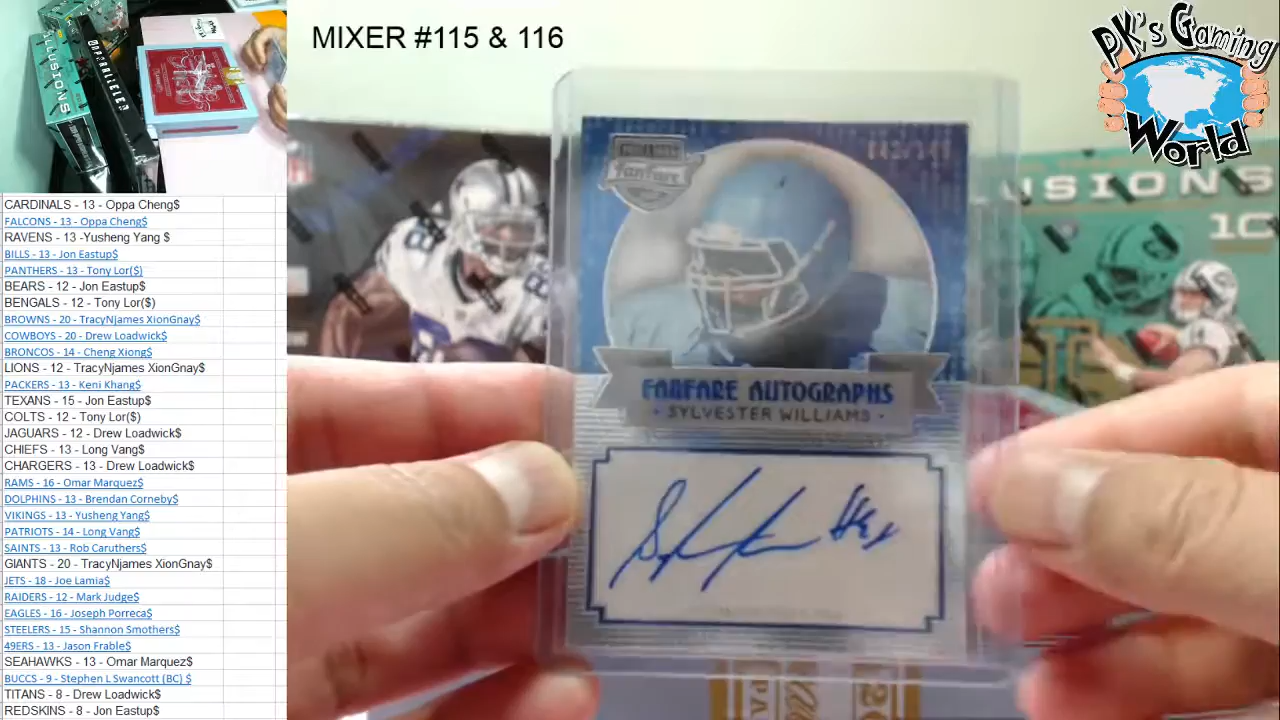 MIXER #115 & 116
PK's Gaming
World
ILLUSIONS
UNPARALLELED
CARDINALS - 13 - Oppa Cheng$
FALCONS - 13 - Oppa Cheng$
RAVENS - 13 -Yusheng Yang $
BILLS - 13 - Jon Eastup$
PANTHERS - 13 - Tony Lor($)
BEARS - 12 - Jon Eastup$
BENGALS - 12 - Tony Lor($)
BROWNS - 20 - TracyNjames XionGnay$
COWBOYS - 20 - Drew Loadwick$
BRONCOS - 14 - Cheng Xiong$
LIONS - 12 - TracyNjames XionGnay$
PACKERS - 13 - Keni Khang$
TEXANS - 15 - Jon Eastup$
COLTS - 12 - Tony Lor($)
JAGUARS - 12 - Drew Loadwick$
CHIEFS - 13 - Long Vang$
CHARGERS - 13 - Drew Loadwick$
RAMS - 16 - Omar Marquez$
DOLPHINS - 13 - Brendan Corneby$
VIKINGS - 13 - Yusheng Yang$
PATRIOTS - 14 - Long Vang$
SAINTS - 13 - Rob Caruthers$
GIANTS - 20 - TracyNjames XionGnay$
JETS - 18 - Joe Lamia$
RAIDERS - 12 - Mark Judge$
EAGLES - 16 - Joseph Porreca$
STEELERS - 15 - Shannon Smothers$
49ERS - 13 - Jason Frable$
SEAHAWKS - 13 - Omar Marquez$
BUCCS - 9 - Stephen L Swancott (BC) $
TITANS - 8 - Drew Loadwick$
REDSKINS - 8 - Jon Eastup$
fanfare
FANFARE AUTOGRAPHS
· SYLVESTER WILLIAMS ·
USIONS
10